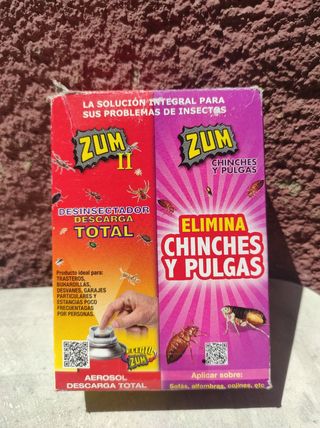 LA SOLUCIÓN INTEGRAL PARA
SUS PROBLEMAS DE INSECTOS
ZUM
II
DESINSECTADOR
DESCARGA
TOTAL
Producto ideal para:
TRASTEROS,
BUHARDILLAS,
DESVANES, GARAJES
PARTICULARES Y
ESTANCIAS POCO
FRECUENTADAS
POR PERSONAS.
EFECTO
ZUM
AEROSOL
DESCARGA TOTAL
ZUM
CHINCHES
Y PULGAS
ELIMINA
CHINCHES
Y PULGAS
Aplicar sobre:
Sofás, alfombras, cojines, etc